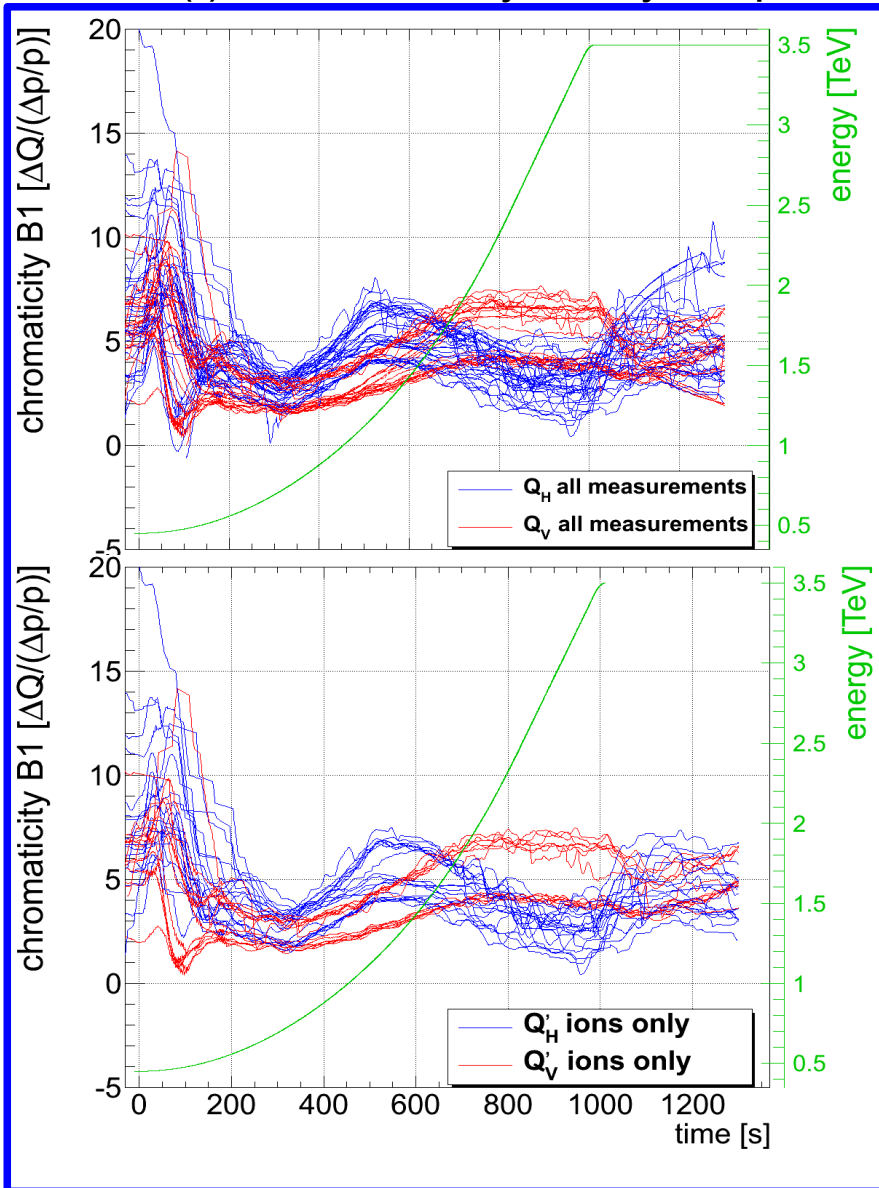 20
15
10
5
0
-5
chromaticity B1 [ΔQ/(Δp/p)]
3.5
3
2.5
2
1.5
1
0.5
energy [TeV]
Q_H all measurements
Q_V all measurements
20
15
10
5
0
-5
chromaticity B1 [ΔQ/(Δp/p)]
3.5
3
2.5
2
1.5
1
0.5
energy [TeV]
Q'_H ions only
Q'_V ions only
0 200 400 600 800 1000 1200
time [s]